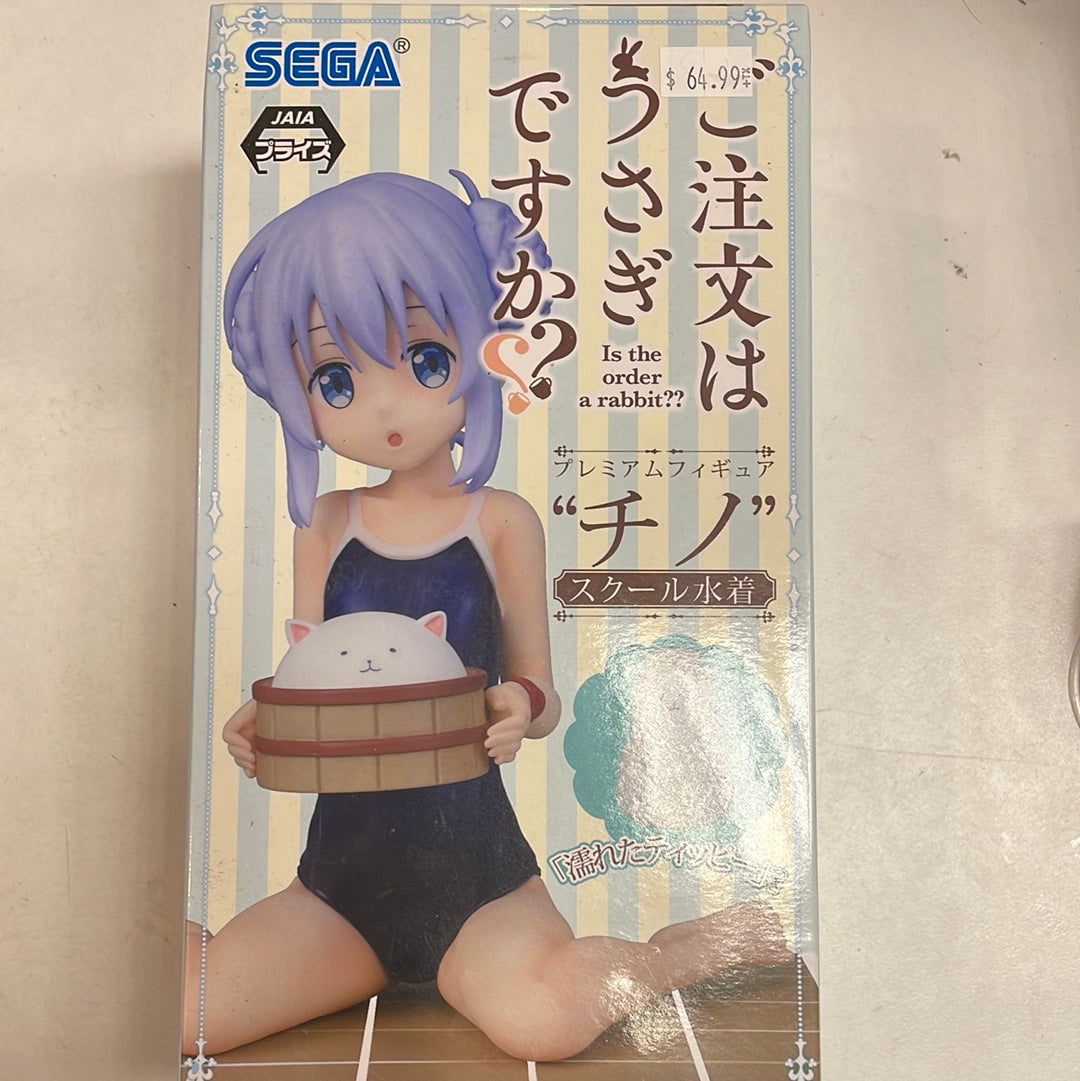 SEGA®
JAIA
プライズ
$ 64.99
ご注文は
うさぎ
ですか??
Is the
order
a rabbit??
プレミアムフィギュア
“チノ”
スクール水着
「濡れたティッピー」